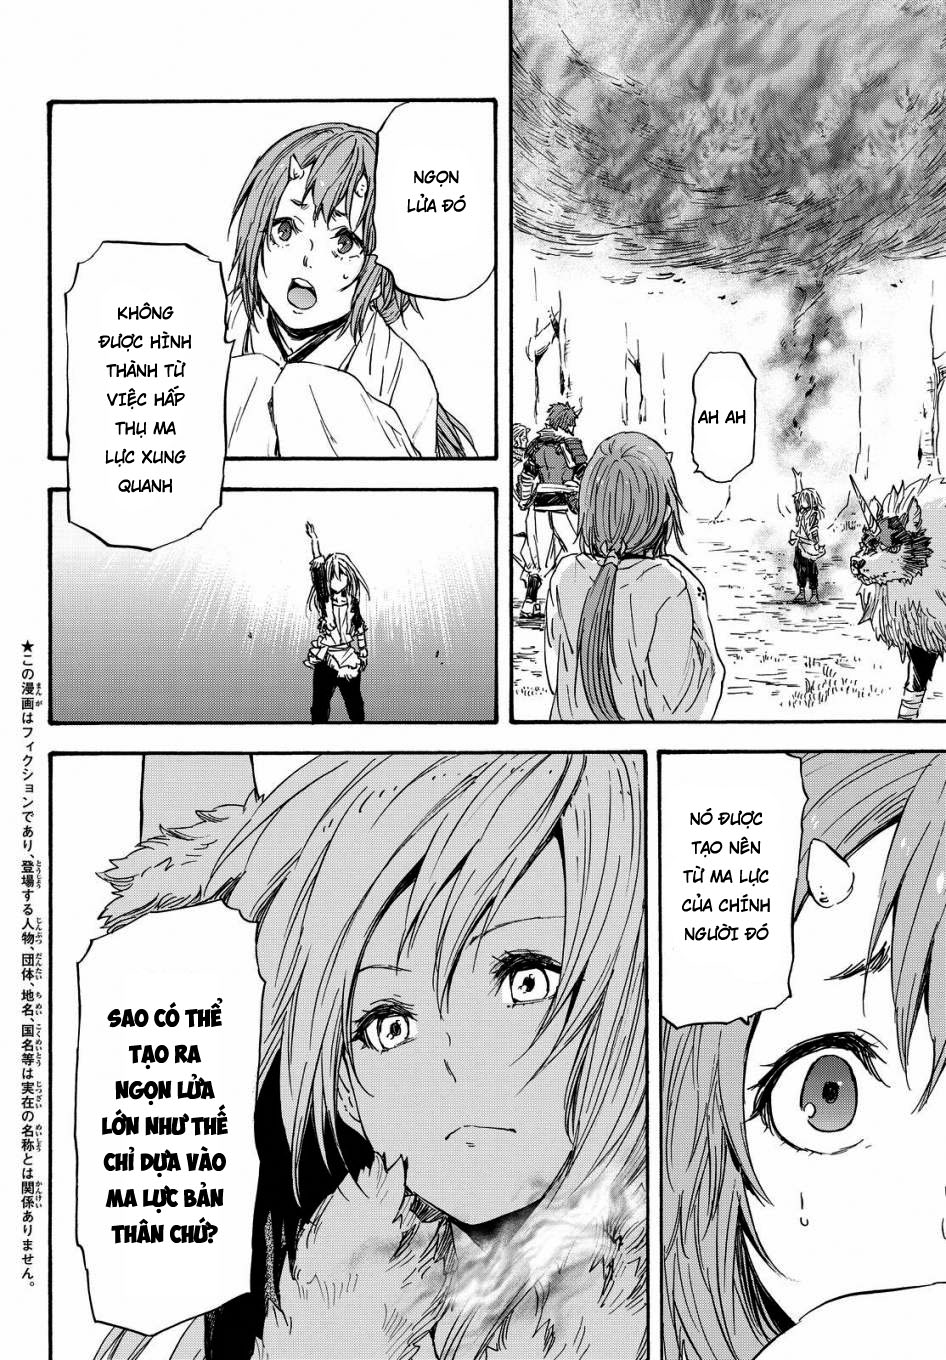 AH AH
NGỌN
LỬA ĐÓ
KHÔNG
ĐƯỢC HÌNH
THÀNH TỪ
VIỆC HẤP
THỤ MA
LỰC XUNG
QUANH
NÓ ĐƯỢC
TẠO NÊN
TỪ MA LỰC
CỦA CHÍNH
NGƯỜI ĐÓ
SAO CÓ THỂ
TẠO RA
NGỌN LỬA
LỚN NHƯ THẾ
CHỈ DỰA VÀO
MA LỰC BẢN
THÂN CHỨ?
★この漫画はフィクションであり、登場する人物、団体、地名、国名等は実在の名称とは関係ありません。